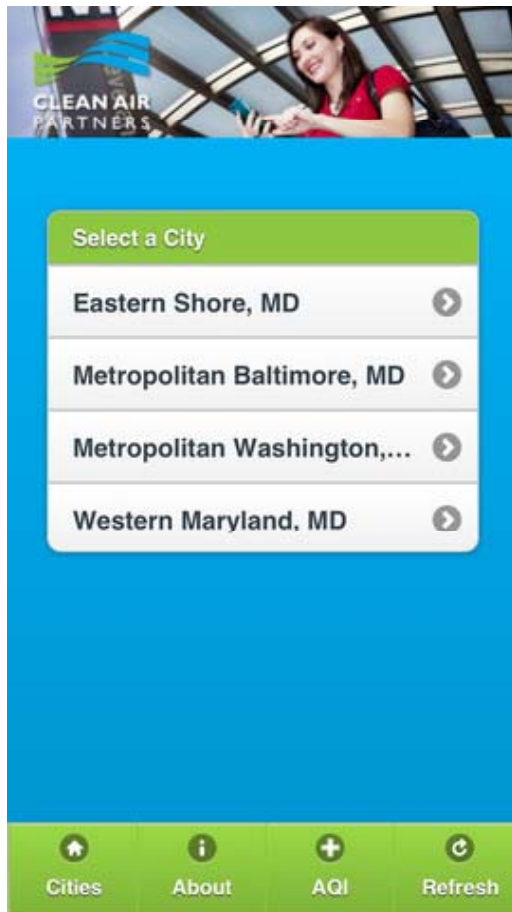 CLEAN AIR
PARTNERS
Select a City
Eastern Shore, MD
Metropolitan Baltimore, MD
Metropolitan Washington,...
Western Maryland, MD
Cities
About
AQI
Refresh